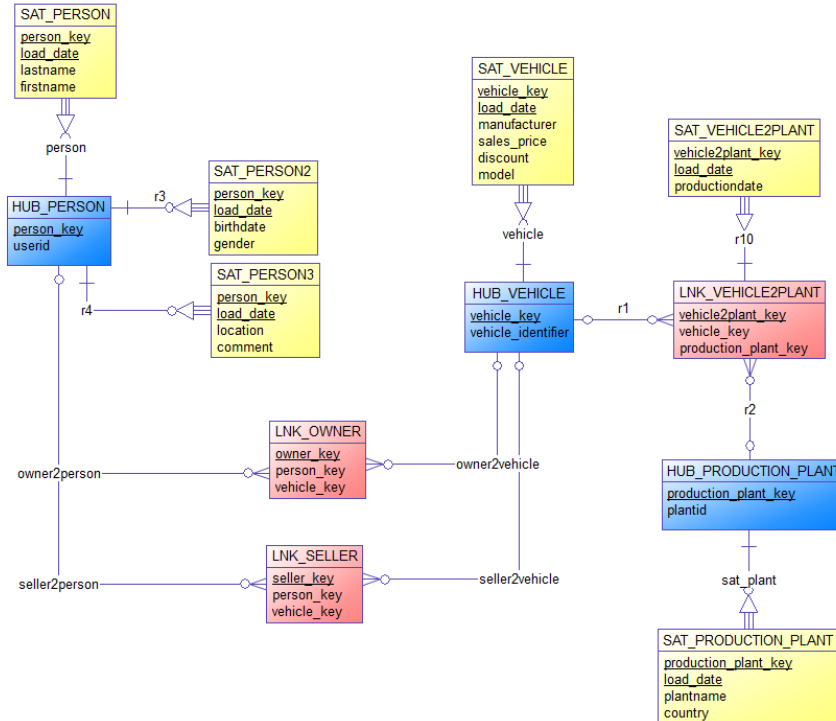 SAT_PERSON
person_key
load_date
lastname
firstname
person
HUB_PERSON
person_key
userid
r3
SAT_PERSON2
person_key
load_date
birthdate
gender
r4
SAT_PERSON3
person_key
load_date
location
comment
SAT_VEHICLE
vehicle_key
load_date
manufacturer
sales_price
discount
model
vehicle
HUB_VEHICLE
vehicle_key
vehicle_identifier
r1
SAT_VEHICLE2PLANT
vehicle2plant_key
load_date
productiondate
r10
LNK_VEHICLE2PLANT
vehicle2plant_key
vehicle_key
production_plant_key
r2
HUB_PRODUCTION_PLANT
production_plant_key
plantid
sat_plant
SAT_PRODUCTION_PLANT
production_plant_key
load_date
plantname
country
owner2person
LNK_OWNER
owner_key
person_key
vehicle_key
owner2vehicle
seller2person
LNK_SELLER
seller_key
person_key
vehicle_key
seller2vehicle